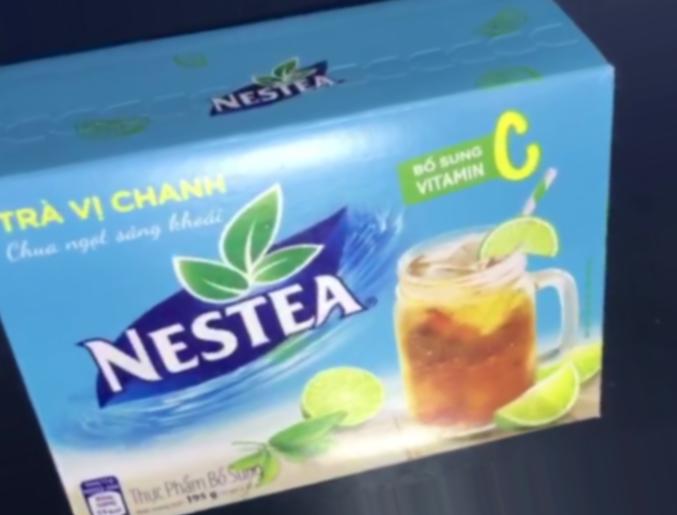 NESTEA
BỔ SUNG
VITAMIN C
TRÀ VỊ CHANH
Chua ngọt sảng khoái
NESTEA
Thực Phẩm Bổ Sung
195 g